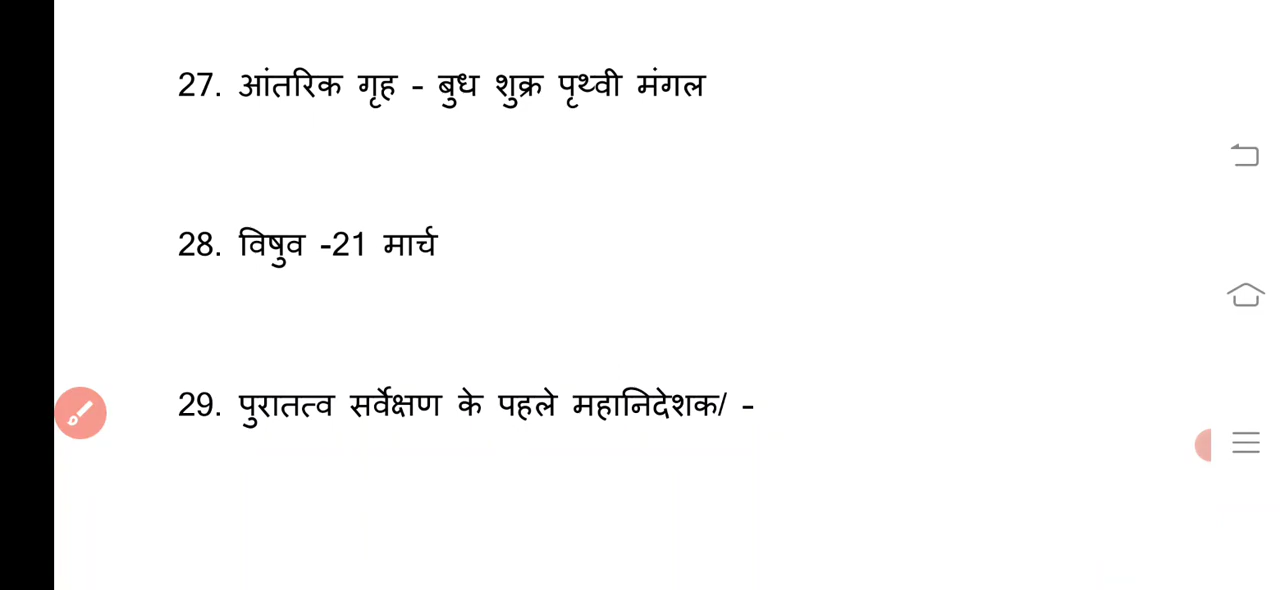 27. आंतरिक गृह - बुध शुक्र पृथ्वी मंगल
28. विषुव -21 मार्च
29. पुरातत्व सर्वेक्षण के पहले महानिदेशक/ -